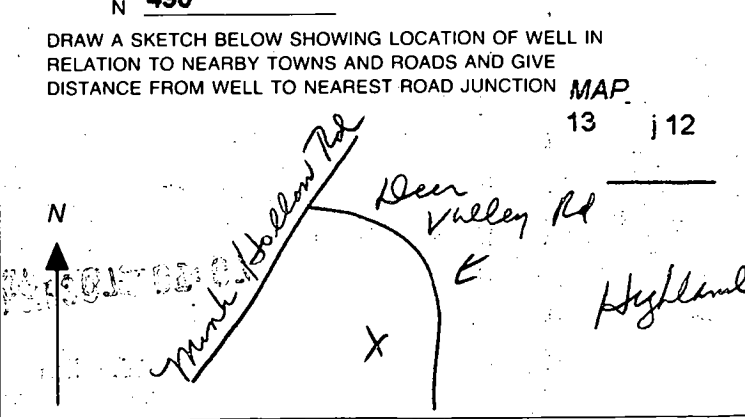 N 430
DRAW A SKETCH BELOW SHOWING LOCATION OF WELL IN
RELATION TO NEARBY TOWNS AND ROADS AND GIVE
DISTANCE FROM WELL TO NEAREST ROAD JUNCTION
MAP
13 j 12
Mink Hollow Rd
Deer
Valley Rd
N
E
Highland
X